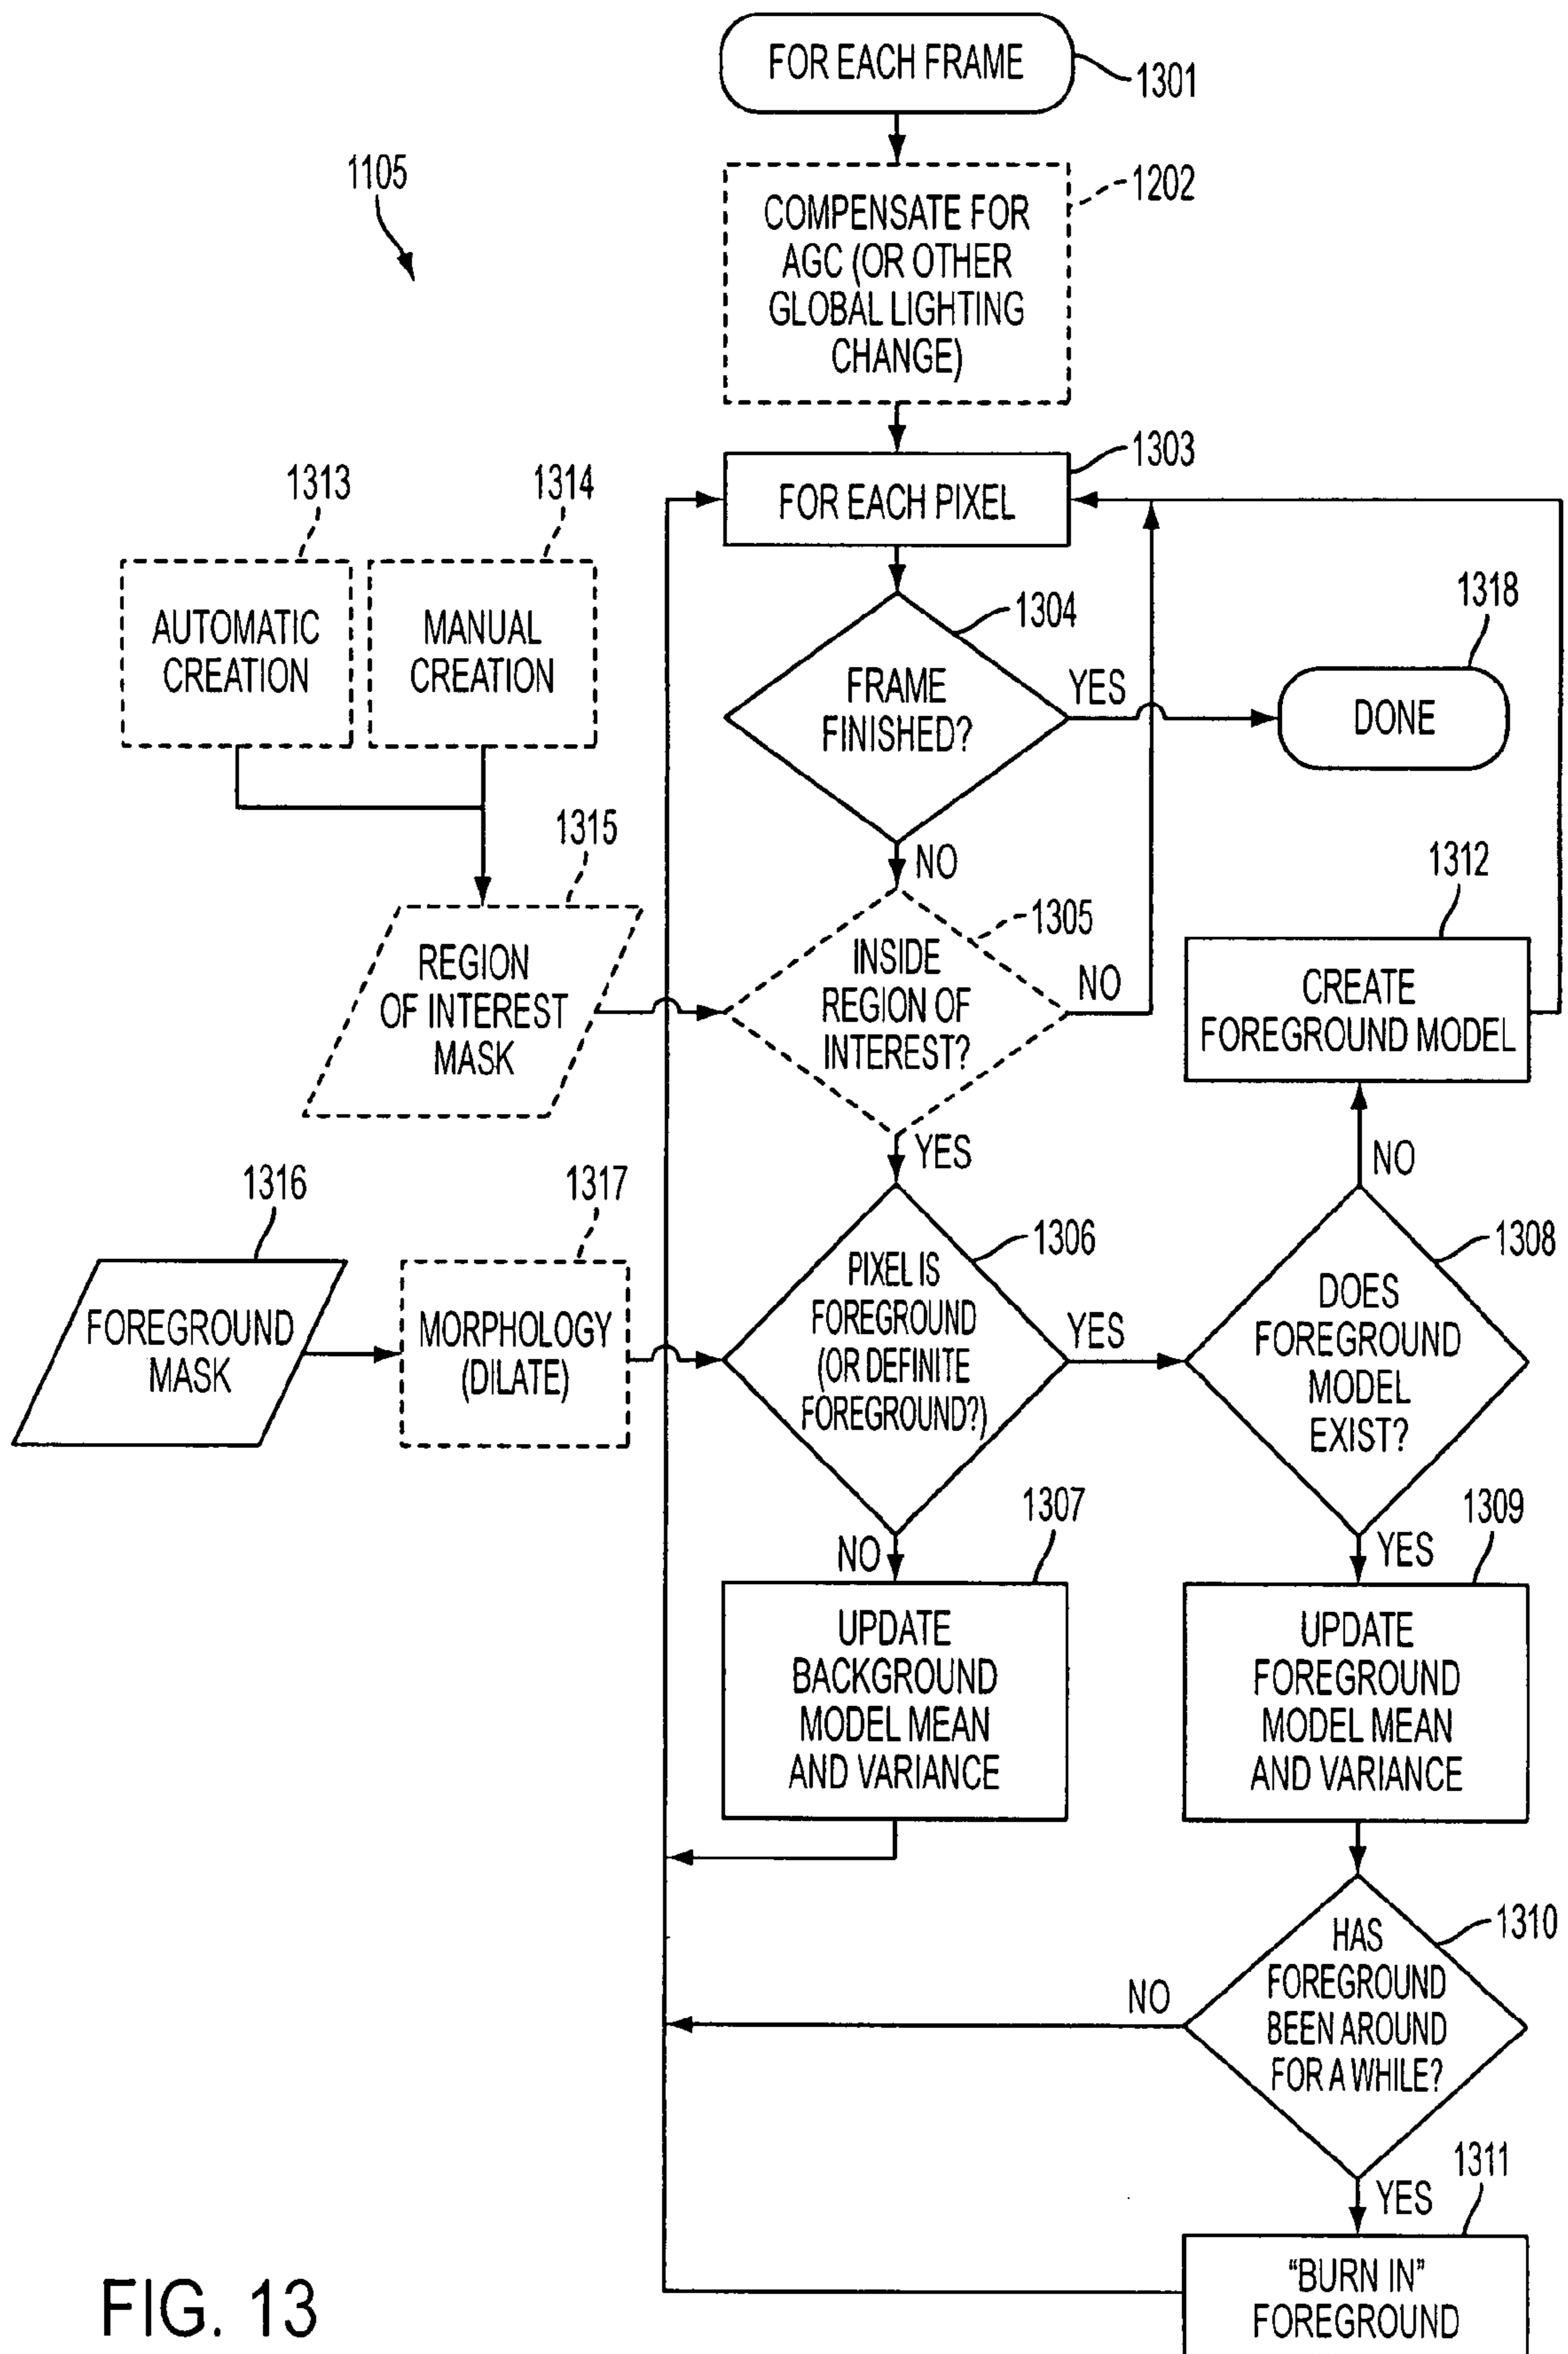 FOR EACH FRAME
1301
1105
1202
COMPENSATE FOR
AGC (OR OTHER
GLOBAL LIGHTING
CHANGE)
1303
FOR EACH PIXEL
1313
1314
AUTOMATIC
CREATION
MANUAL
CREATION
1304
FRAME
FINISHED?
YES
1318
DONE
NO
1315
REGION
OF INTEREST
MASK
1305
INSIDE
REGION OF
INTEREST?
NO
1312
CREATE
FOREGROUND MODEL
YES
NO
1316
FOREGROUND
MASK
1317
MORPHOLOGY
(DILATE)
1306
PIXEL IS
FOREGROUND
(OR DEFINITE
FOREGROUND?)
YES
1308
DOES
FOREGROUND
MODEL
EXIST?
NO
1307
UPDATE
BACKGROUND
MODEL MEAN
AND VARIANCE
YES
1309
UPDATE
FOREGROUND
MODEL MEAN
AND VARIANCE
1310
HAS
FOREGROUND
BEEN AROUND
FOR A WHILE?
NO
YES
1311
“BURN IN”
FOREGROUND
FIG. 13